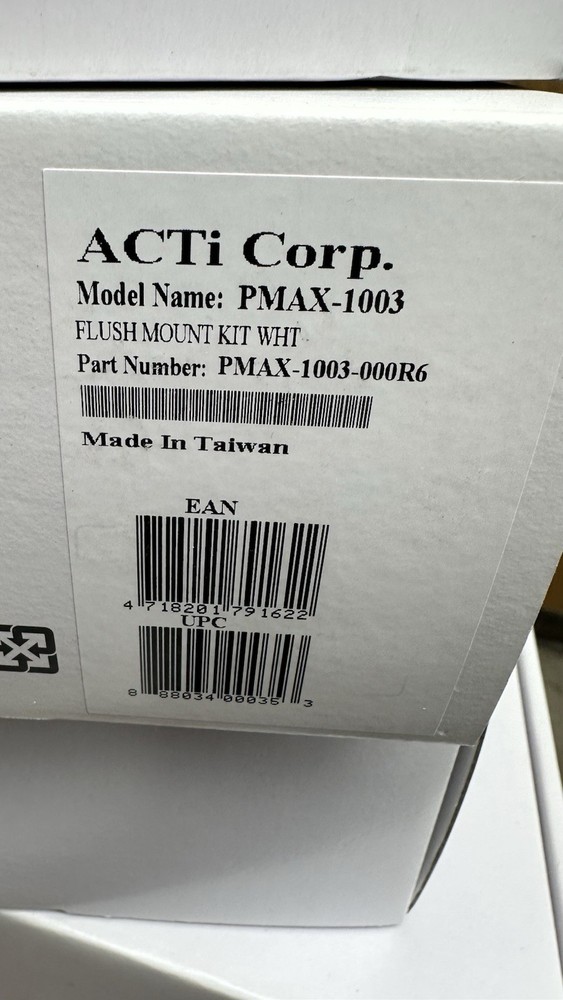 ACTi Corp.
Model Name: PMAX-1003
FLUSH MOUNT KIT WHT
Part Number: PMAX-1003-000R6
Made In Taiwan
EAN
4 718201 791622
UPC
8 88034 00035 3